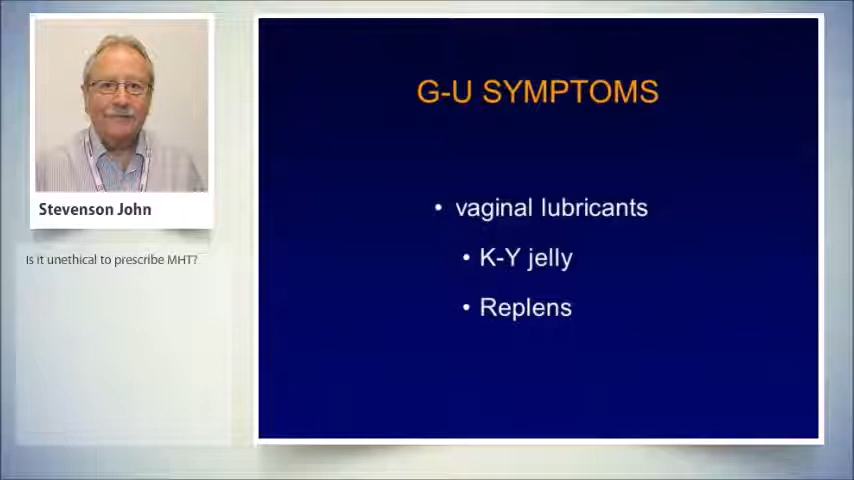 Stevenson John
Is it unethical to prescribe MHT?
G-U SYMPTOMS
• vaginal lubricants
• K-Y jelly
• Replens